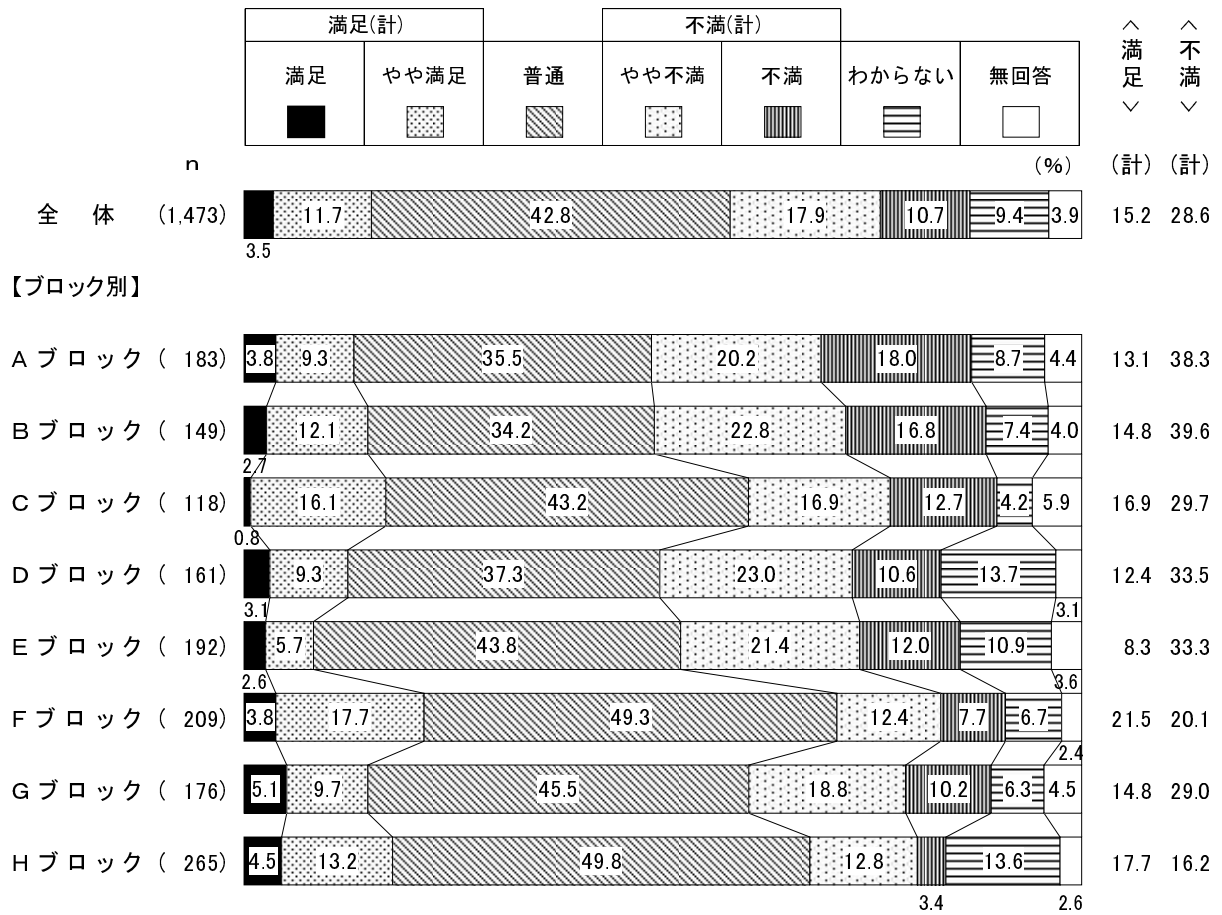 満足(計) 不満(計)
満足 やや満足 普通 やや不満 不満 わからない 無回答
︿満足﹀ ︿不満﹀
n (%) (計) (計)
全 体 (1,473) 11.7 42.8 17.9 10.7 9.4 3.9 15.2 28.6
3.5
【ブロック別】
Aブロック( 183) 3.8 9.3 35.5 20.2 18.0 8.7 4.4 13.1 38.3
Bブロック( 149) 12.1 34.2 22.8 16.8 7.4 4.0 14.8 39.6
2.7
Cブロック( 118) 16.1 43.2 16.9 12.7 4.2 5.9 16.9 29.7
0.8
Dブロック( 161) 9.3 37.3 23.0 10.6 13.7 12.4 33.5
3.1 3.1
Eブロック( 192) 5.7 43.8 21.4 12.0 10.9 8.3 33.3
2.6 3.6
Fブロック( 209) 3.8 17.7 49.3 12.4 7.7 6.7 21.5 20.1
2.4
Gブロック( 176) 5.1 9.7 45.5 18.8 10.2 6.3 4.5 14.8 29.0
Hブロック( 265) 4.5 13.2 49.8 12.8 13.6 17.7 16.2
3.4 2.6